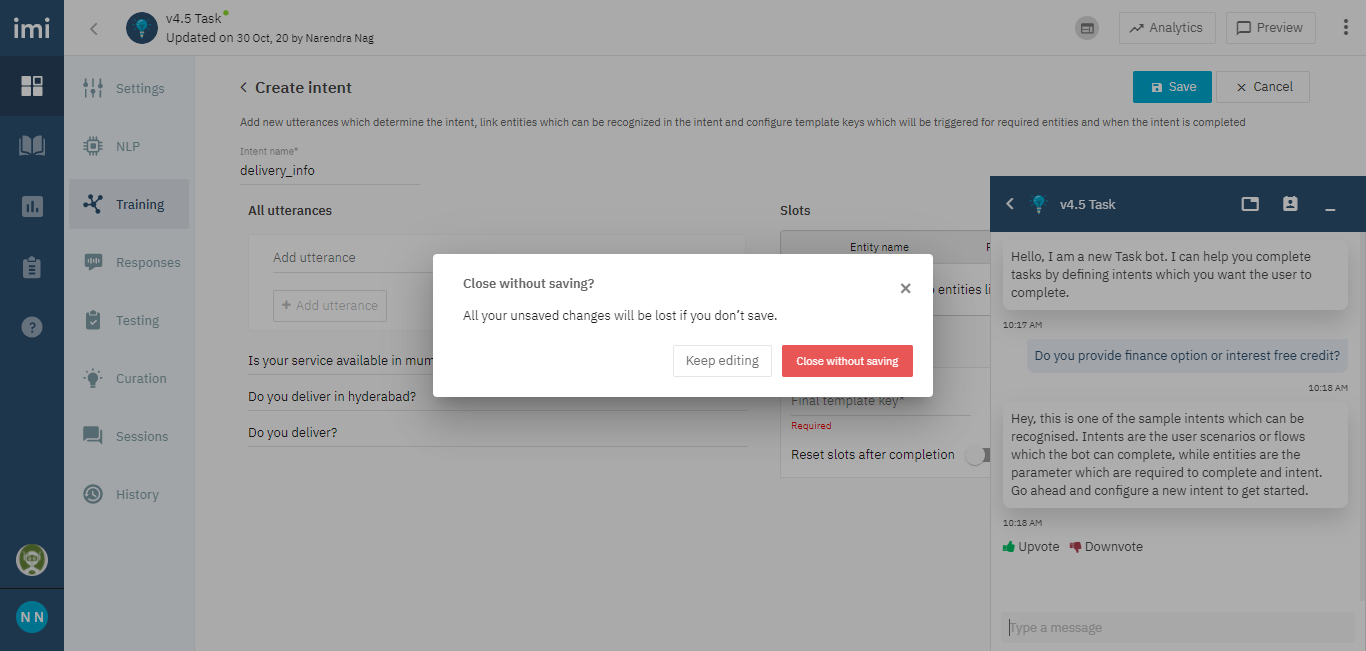 imi
v4.5 Task
Updated on 30 Oct, 20 by Narendra Nag
Analytics
Preview
Settings
NLP
Training
Responses
Testing
Curation
Sessions
History
N N
Create intent
Save
Cancel
Add new utterances which determine the intent, link entities which can be recognized in the intent and configure template keys which will be triggered for required entities and when the intent is completed
Intent name*
delivery_info
All utterances
Add utterance
+ Add utterance
Is your service available in mum
Do you deliver in hyderabad?
Do you deliver?
Slots
Entity name
entities li
Final template key*
Required
Reset slots after completion
Close without saving?
All your unsaved changes will be lost if you don’t save.
Keep editing
Close without saving
v4.5 Task
Hello, I am a new Task bot. I can help you complete
tasks by defining intents which you want the user to
complete.
10:17 AM
Do you provide finance option or interest free credit?
10:18 AM
Hey, this is one of the sample intents which can be
recognised. Intents are the user scenarios or flows
which the bot can complete, while entities are the
parameter which are required to complete and intent.
Go ahead and configure a new intent to get started.
10:18 AM
Upvote
Downvote
Type a message